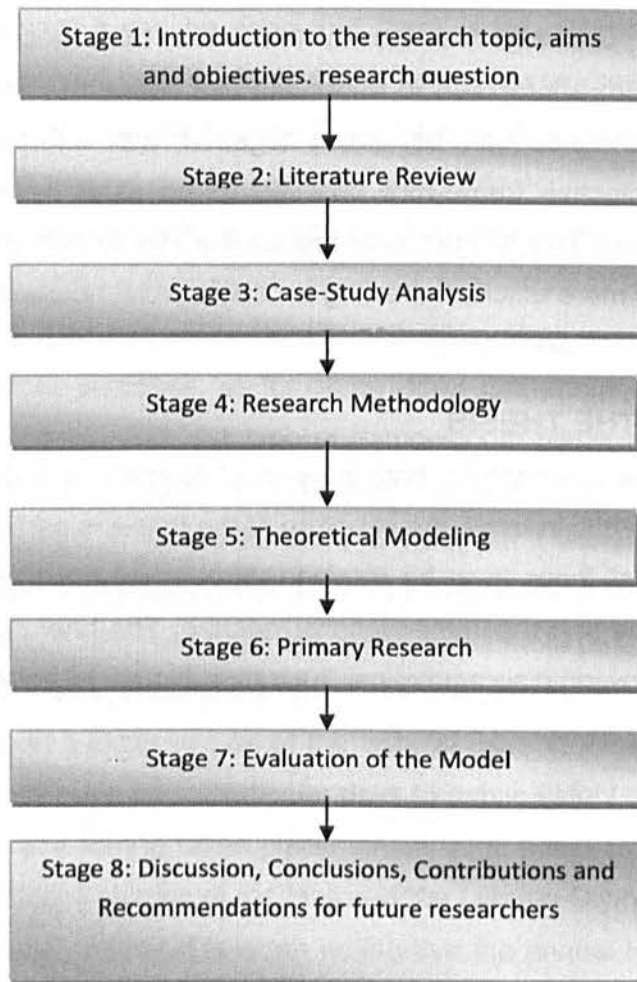 Stage 1: Introduction to the research topic, aims
and objectives. research question
Stage 2: Literature Review
Stage 3: Case-Study Analysis
Stage 4: Research Methodology
Stage 5: Theoretical Modeling
Stage 6: Primary Research
Stage 7: Evaluation of the Model
Stage 8: Discussion, Conclusions, Contributions and
Recommendations for future researchers